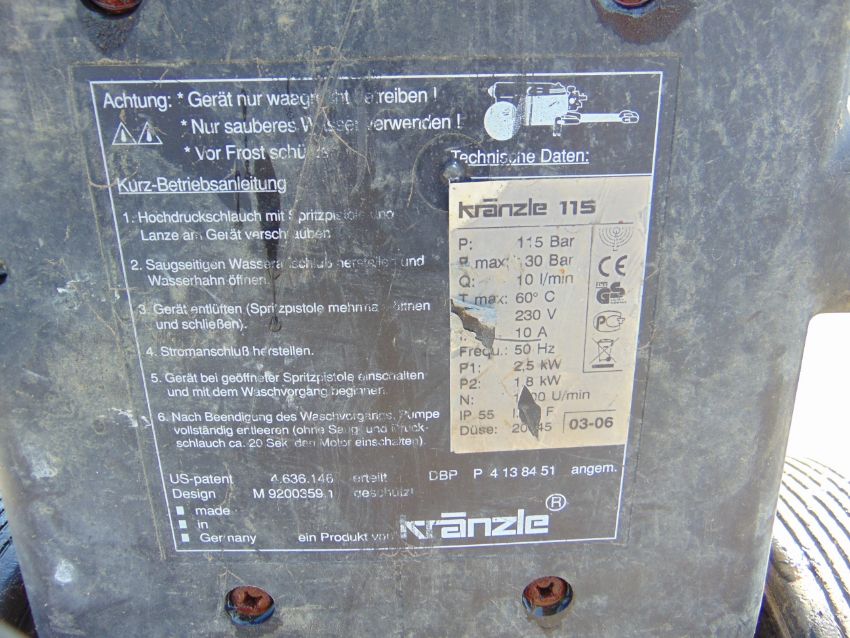 Achtung: * Gerät nur waagrecht betreiben !
* Nur sauberes Wasser verwenden !
* Vor Frost schützen
Kurz-Betriebsanleitung
1. Hochdruckschlauch mit Spritzpistole und
Lanze am Gerät verschrauben
2. Saugseitigen Wasseranschluß herstellen und
Wasserhahn öffnen.
3. Gerät entlüften (Spritzpistole mehrmals öffnen
und schließen).
4. Stromanschluß herstellen.
5. Gerät bei geöffneter Spritzpistole einschalten
und mit dem Waschvorgang beginnen.
6. Nach Beendigung des Waschvorgangs, Pumpe
vollständig entleeren (ohne Saug- und Druck-
schlauch ca. 20 Sek. den Motor einschalten).
Technische Daten:
kränzle 115
P: 115 Bar
P max: 130 Bar
Q: 10 l/min
T max: 60° C
230 V
10 A
Frequ.: 50 Hz
P1: 2,5 kW
P2: 1,8 kW
N: U/min
IP 55 F
Düse: 45
03-06
CE
GS
US-patent 4.636.146 erteilt DBP P 4 13 84 51 angem.
Design M 9200359.1 geschützt
made
in
Germany ein Produkt von kränzle ®